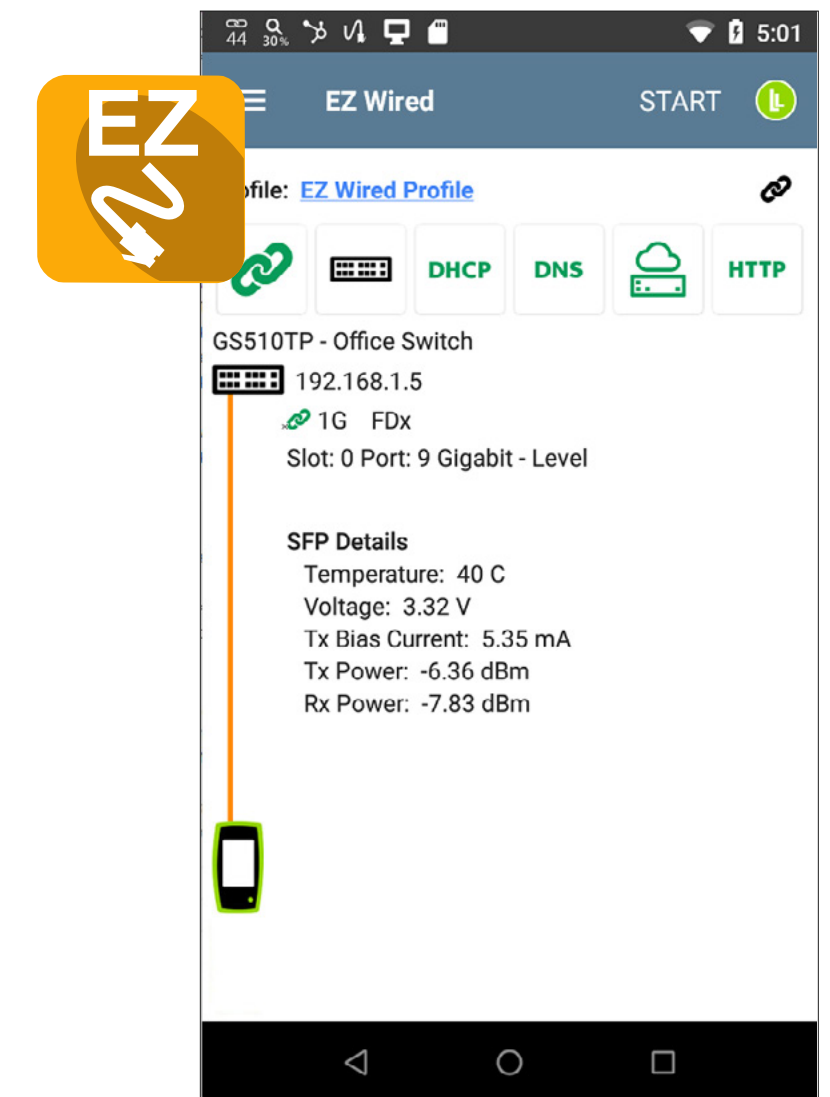 44 30% 5:01
EZ
EZ Wired START
ofile: EZ Wired Profile
DHCP DNS HTTP
GS510TP - Office Switch
192.168.1.5
1G FDx
Slot: 0 Port: 9 Gigabit - Level
SFP Details
Temperature: 40 C
Voltage: 3.32 V
Tx Bias Current: 5.35 mA
Tx Power: -6.36 dBm
Rx Power: -7.83 dBm